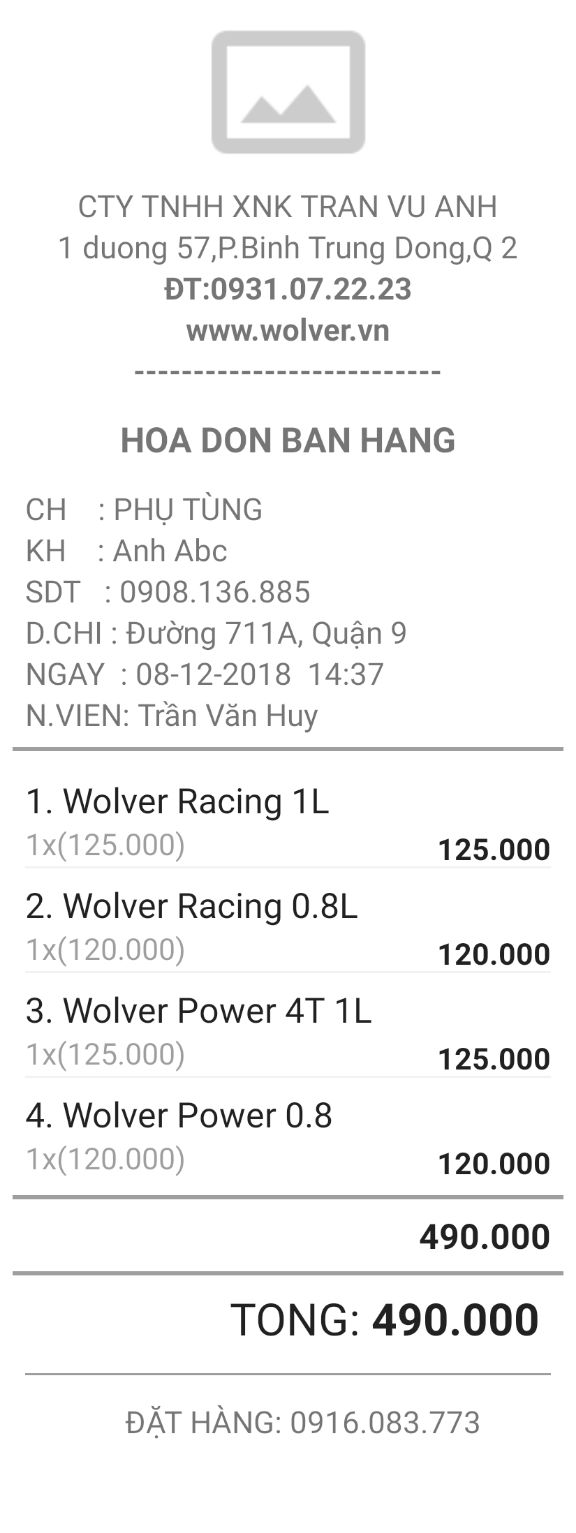 CTY TNHH XNK TRAN VU ANH
1 duong 57,P.Binh Trung Dong,Q 2
ĐT:0931.07.22.23
www.wolver.vn
--------------------------
HOA DON BAN HANG
CH : PHỤ TÙNG
KH : Anh Abc
SDT : 0908.136.885
D.CHI : Đường 711A, Quận 9
NGAY : 08-12-2018 14:37
N.VIEN: Trần Văn Huy
1. Wolver Racing 1L
1x(125.000) 125.000
2. Wolver Racing 0.8L
1x(120.000) 120.000
3. Wolver Power 4T 1L
1x(125.000) 125.000
4. Wolver Power 0.8
1x(120.000) 120.000
490.000
TONG: 490.000
ĐẶT HÀNG: 0916.083.773